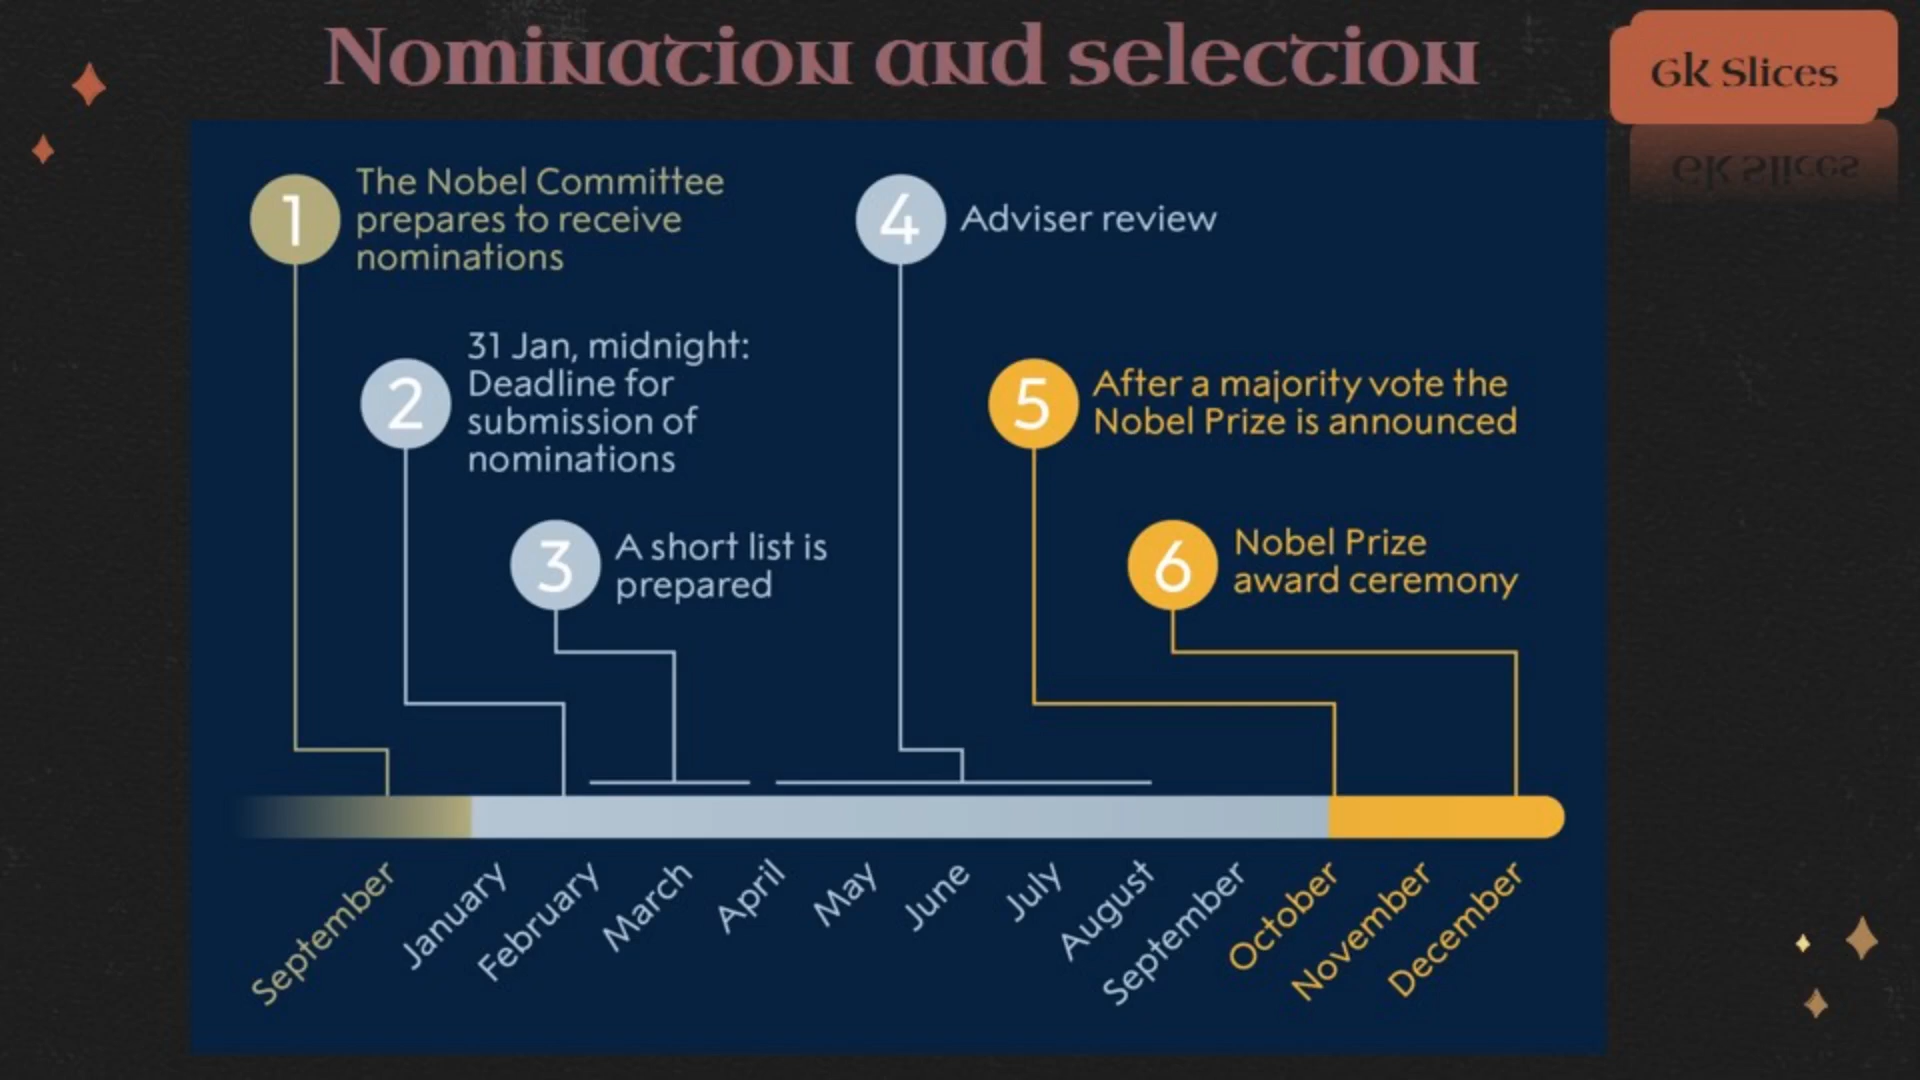 Nomination and selection
GK Slices
GK Slices
1
The Nobel Committee
prepares to receive
nominations
2
31 Jan, midnight:
Deadline for
submission of
nominations
3
A short list is
prepared
4
Adviser review
5
After a majority vote the
Nobel Prize is announced
6
Nobel Prize
award ceremony
September
January
February
March
April
May
June
July
August
September
October
November
December